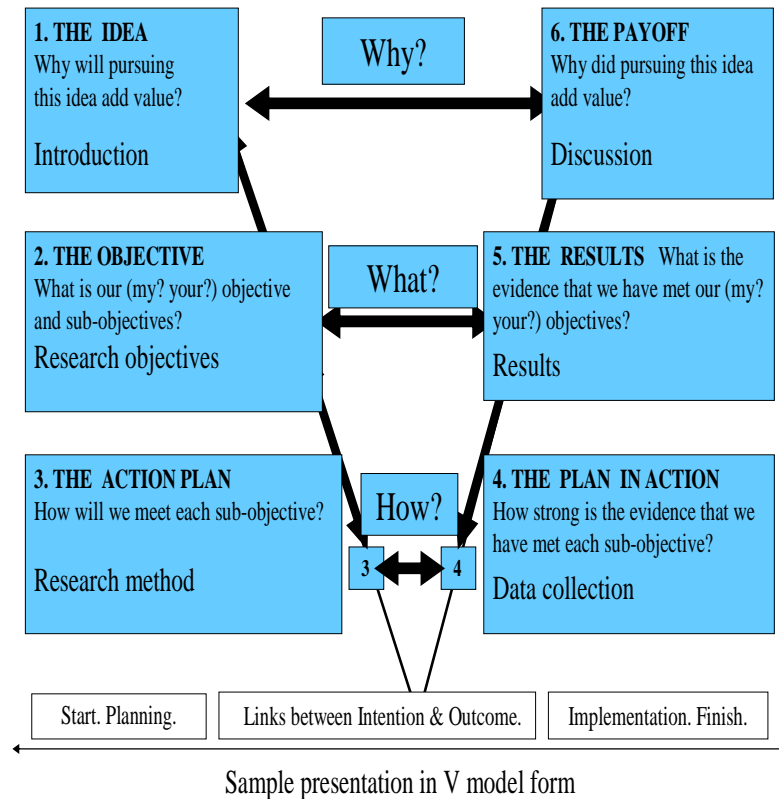 1. THE IDEA
Why will pursuing
this idea add value?
Introduction
Why?
6. THE PAYOFF
Why did pursuing this idea
add value?
Discussion
2. THE OBJECTIVE
What is our (my? your?) objective
and sub-objectives?
Research objectives
What?
5. THE RESULTS What is the
evidence that we have met our (my?
your?) objectives?
Results
3. THE ACTION PLAN
How will we meet each sub-objective?
Research method
How?
3
4
4. THE PLAN IN ACTION
How strong is the evidence that we
have met each sub-objective?
Data collection
Start. Planning.
Links between Intention & Outcome.
Implementation. Finish.
Sample presentation in V model form